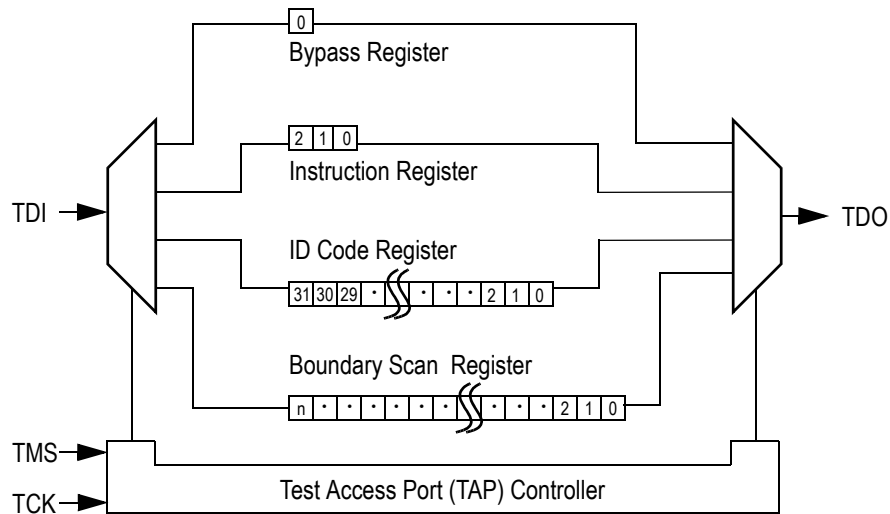 0
Bypass Register
2 1 0
Instruction Register
TDI
TDO
ID Code Register
31 30 29 · · · · 2 1 0
Boundary Scan Register
n · · · · · · · · · 2 1 0
TMS
Test Access Port (TAP) Controller
TCK